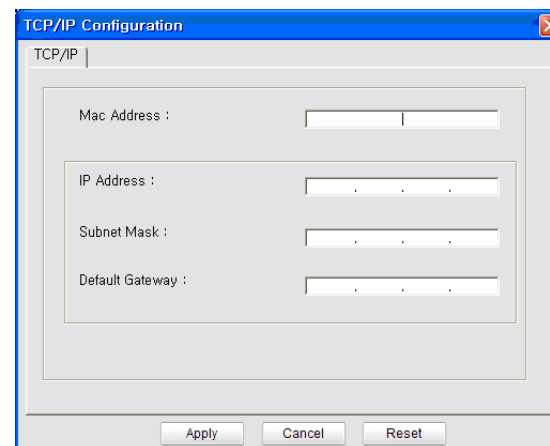 TCP/IP Configuration
TCP/IP
Mac Address :
IP Address :
. . .
Subnet Mask :
. . .
Default Gateway :
. . .
Apply Cancel Reset